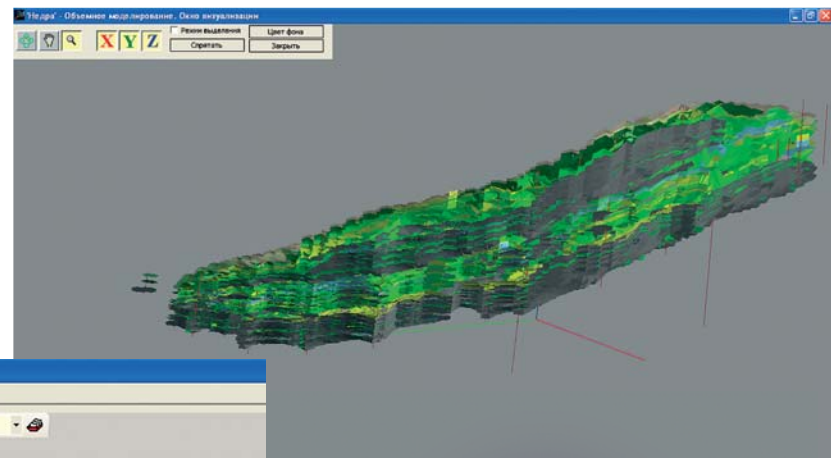 'Недра' - Объемное моделирование. Окно визуализации
X Y Z
Режим выделения
Цвет фона
Спрятать
Закрыть